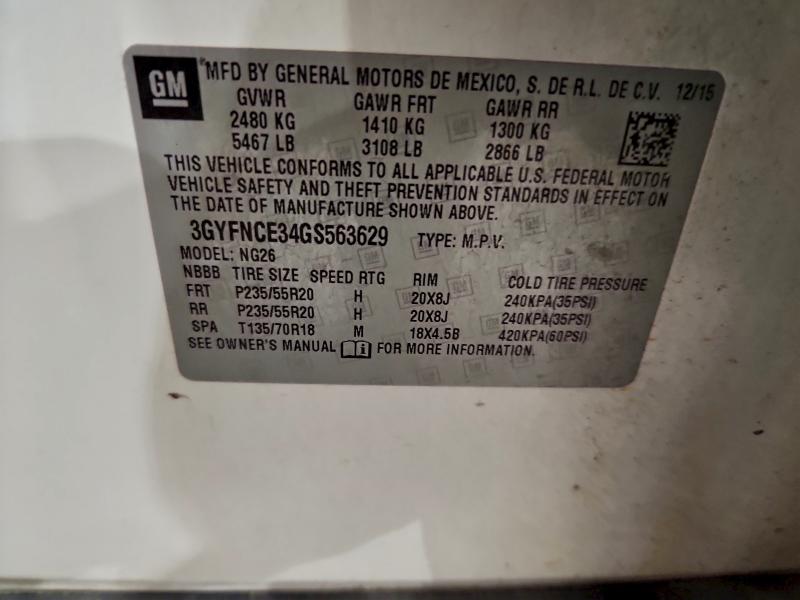 GM
MFD BY GENERAL MOTORS DE MEXICO, S. DE R.L. DE C.V. 12/15
GVWR GAWR FRT GAWR RR
2480 KG 1410 KG 1300 KG
5467 LB 3108 LB 2866 LB
THIS VEHICLE CONFORMS TO ALL APPLICABLE U.S. FEDERAL MOTOR
VEHICLE SAFETY AND THEFT PREVENTION STANDARDS IN EFFECT ON
THE DATE OF MANUFACTURE SHOWN ABOVE.
3GYFNCE34GS563629 TYPE: M.P.V.
MODEL: NG26
NBBB TIRE SIZE SPEED RTG RIM COLD TIRE PRESSURE
FRT P235/55R20 H 20X8J 240KPA(35PSI)
RR P235/55R20 H 20X8J 240KPA(35PSI)
SPA T135/70R18 M 18X4.5B 420KPA(60PSI)
SEE OWNER'S MANUAL FOR MORE INFORMATION.